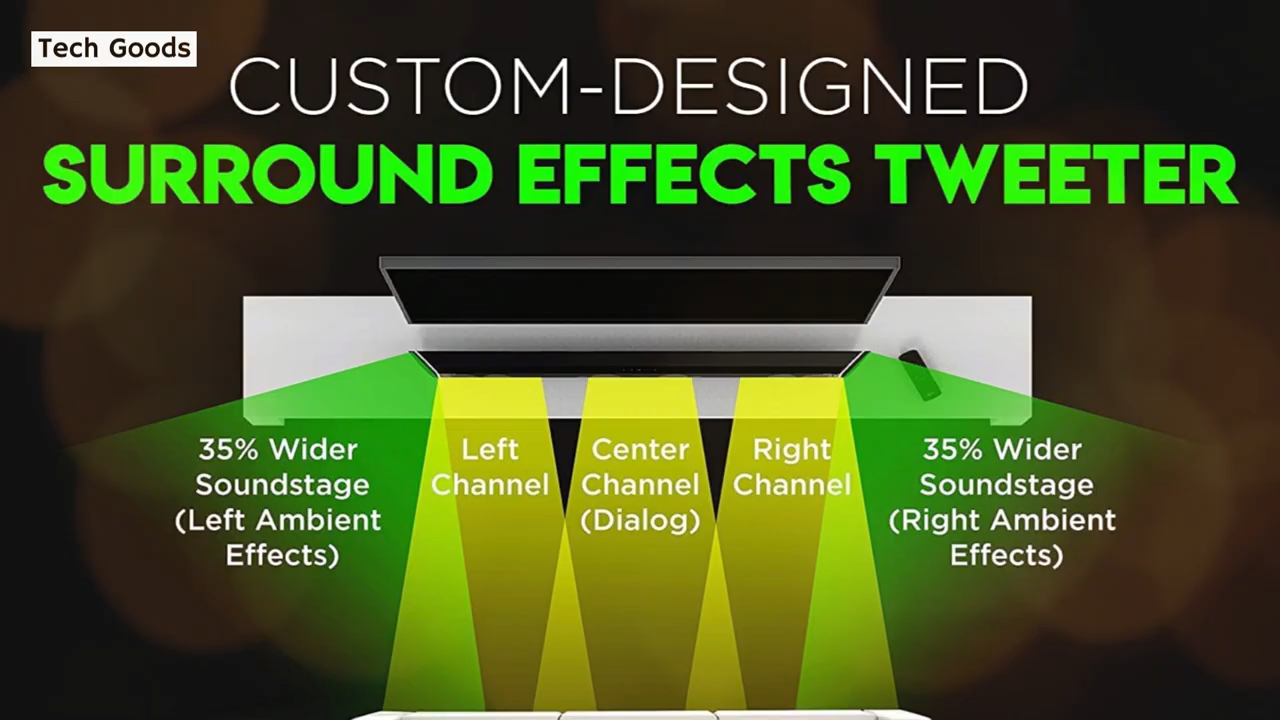 Tech Goods
CUSTOM-DESIGNED
SURROUND EFFECTS TWEETER
35% Wider
Soundstage
(Left Ambient
Effects)
Left
Channel
Center
Channel
(Dialog)
Right
Channel
35% Wider
Soundstage
(Right Ambient
Effects)